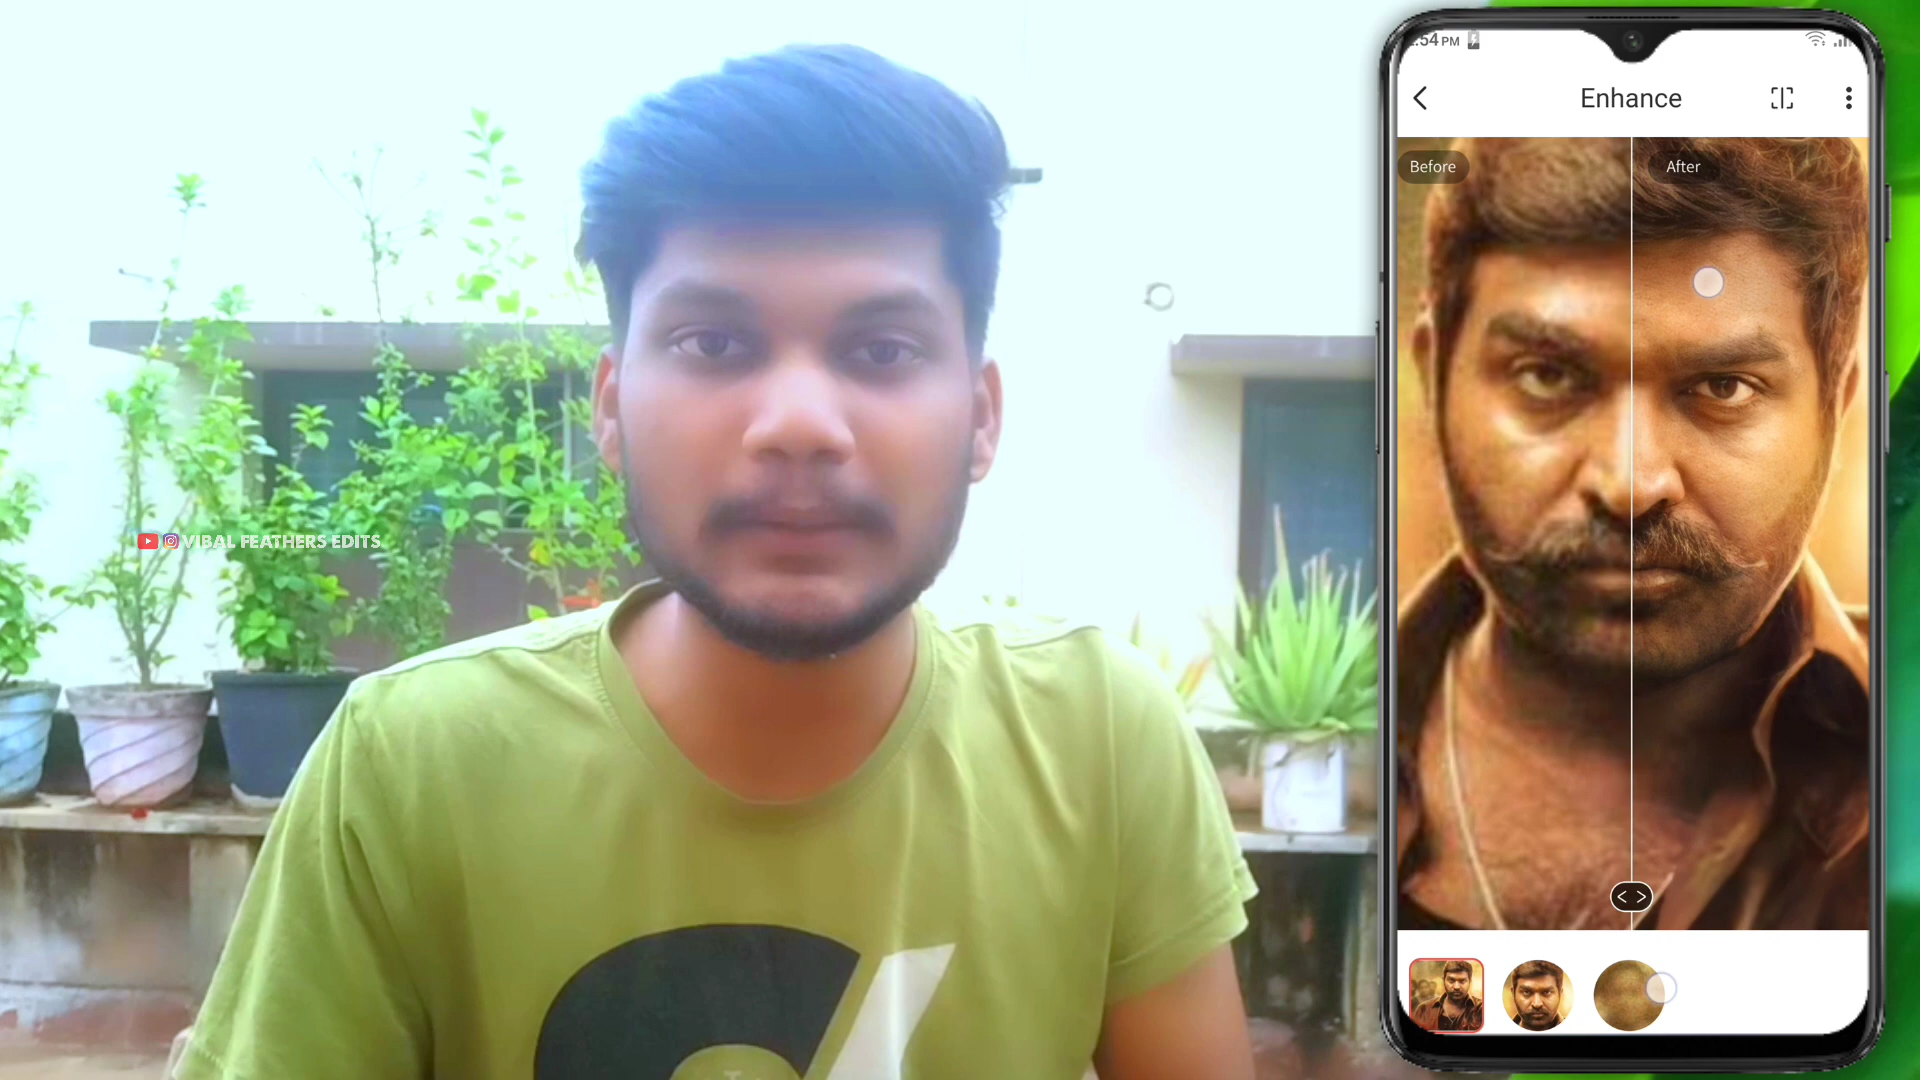 VIBAL FEATHERS EDITS
:54 PM
Enhance
Before
After